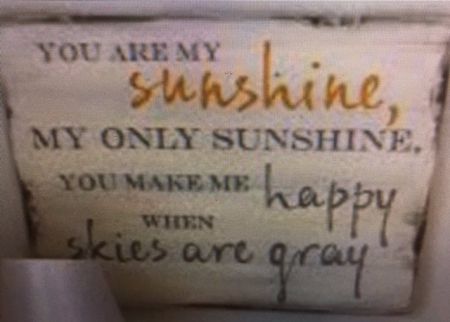 YOU ARE MY
sunshine,
MY ONLY SUNSHINE.
YOU MAKE ME happy
WHEN
skies are gray